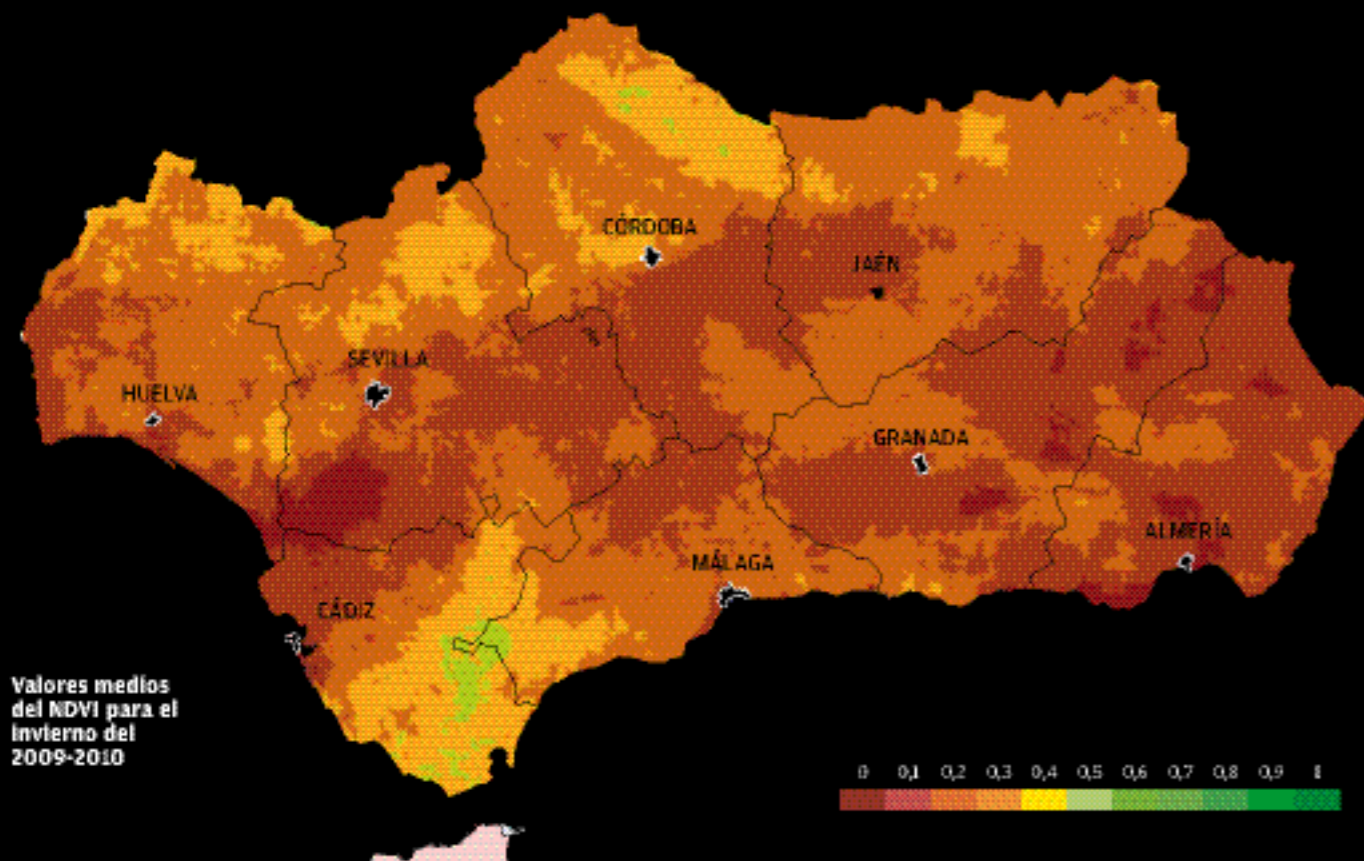 CÓRDOBA
JAÉN
SEVILLA
HUELVA
GRANADA
ALMERÍA
MÁLAGA
CÁDIZ
Valores medios
del NDVI para el
invierno del
2009-2010
0 0,1 0,2 0,3 0,4 0,5 0,6 0,7 0,8 0,9 1